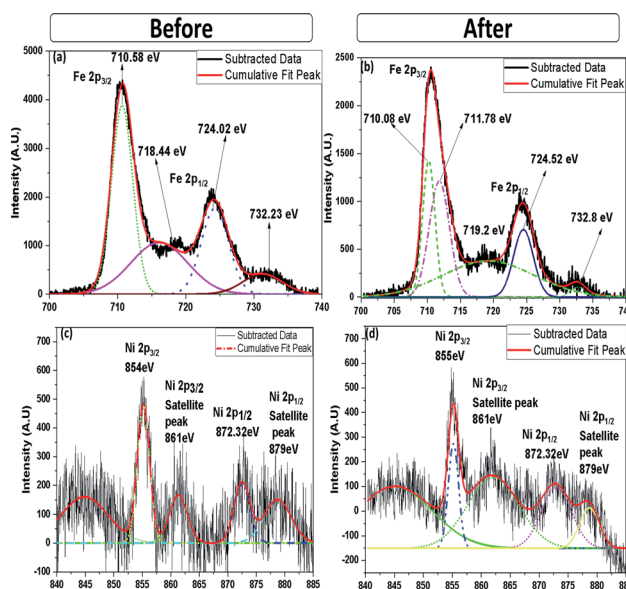 Before
After
(a)
710.58 eV
Subtracted Data
Cumulative Fit Peak
Fe 2p3/2
724.02 eV
718.44 eV
Fe 2p1/2
732.23 eV
Intensity (A.U.)
5000
4000
3000
2000
1000
0
700
710
720
730
740
(b)
Subtracted Data
Cumulative Fit Peak
Fe 2p3/2
710.08 eV
711.78 eV
724.52 eV
Fe 2p1/2
719.2 eV
732.8 eV
Intensity (A.U.)
2500
2000
1500
1000
500
0
700
705
710
715
720
725
730
735
(c)
Subtracted Data
Cumulative Fit Peak
Ni 2p3/2
854eV
Ni 2p3/2
Satellite
peak
861eV
Ni 2p1/2
872.32eV
Ni 2p1/2
Satellite
peak
879eV
Intensity (A.U)
700
600
500
400
300
200
100
0
-100
840
845
850
855
860
865
870
875
880
885
(d)
Subtracted Data
Cumulative Fit Peak
Ni 2p3/2
855eV
Ni 2p3/2
Satellite peak
861eV
Ni 2p1/2
872.32eV
Ni 2p1/2
Satellite
peak
879eV
Intensity (A.U)
700
600
500
400
300
200
100
0
-100
-200
840
845
850
855
860
865
870
875
880
885